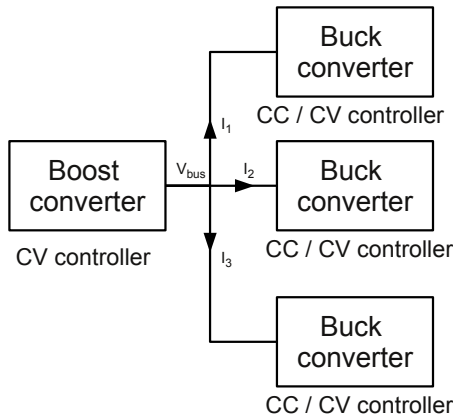 Buck
converter
CC / CV controller
I₁
Boost
converter
CV controller
V_bus
I₂
Buck
converter
CC / CV controller
I₃
Buck
converter
CC / CV controller